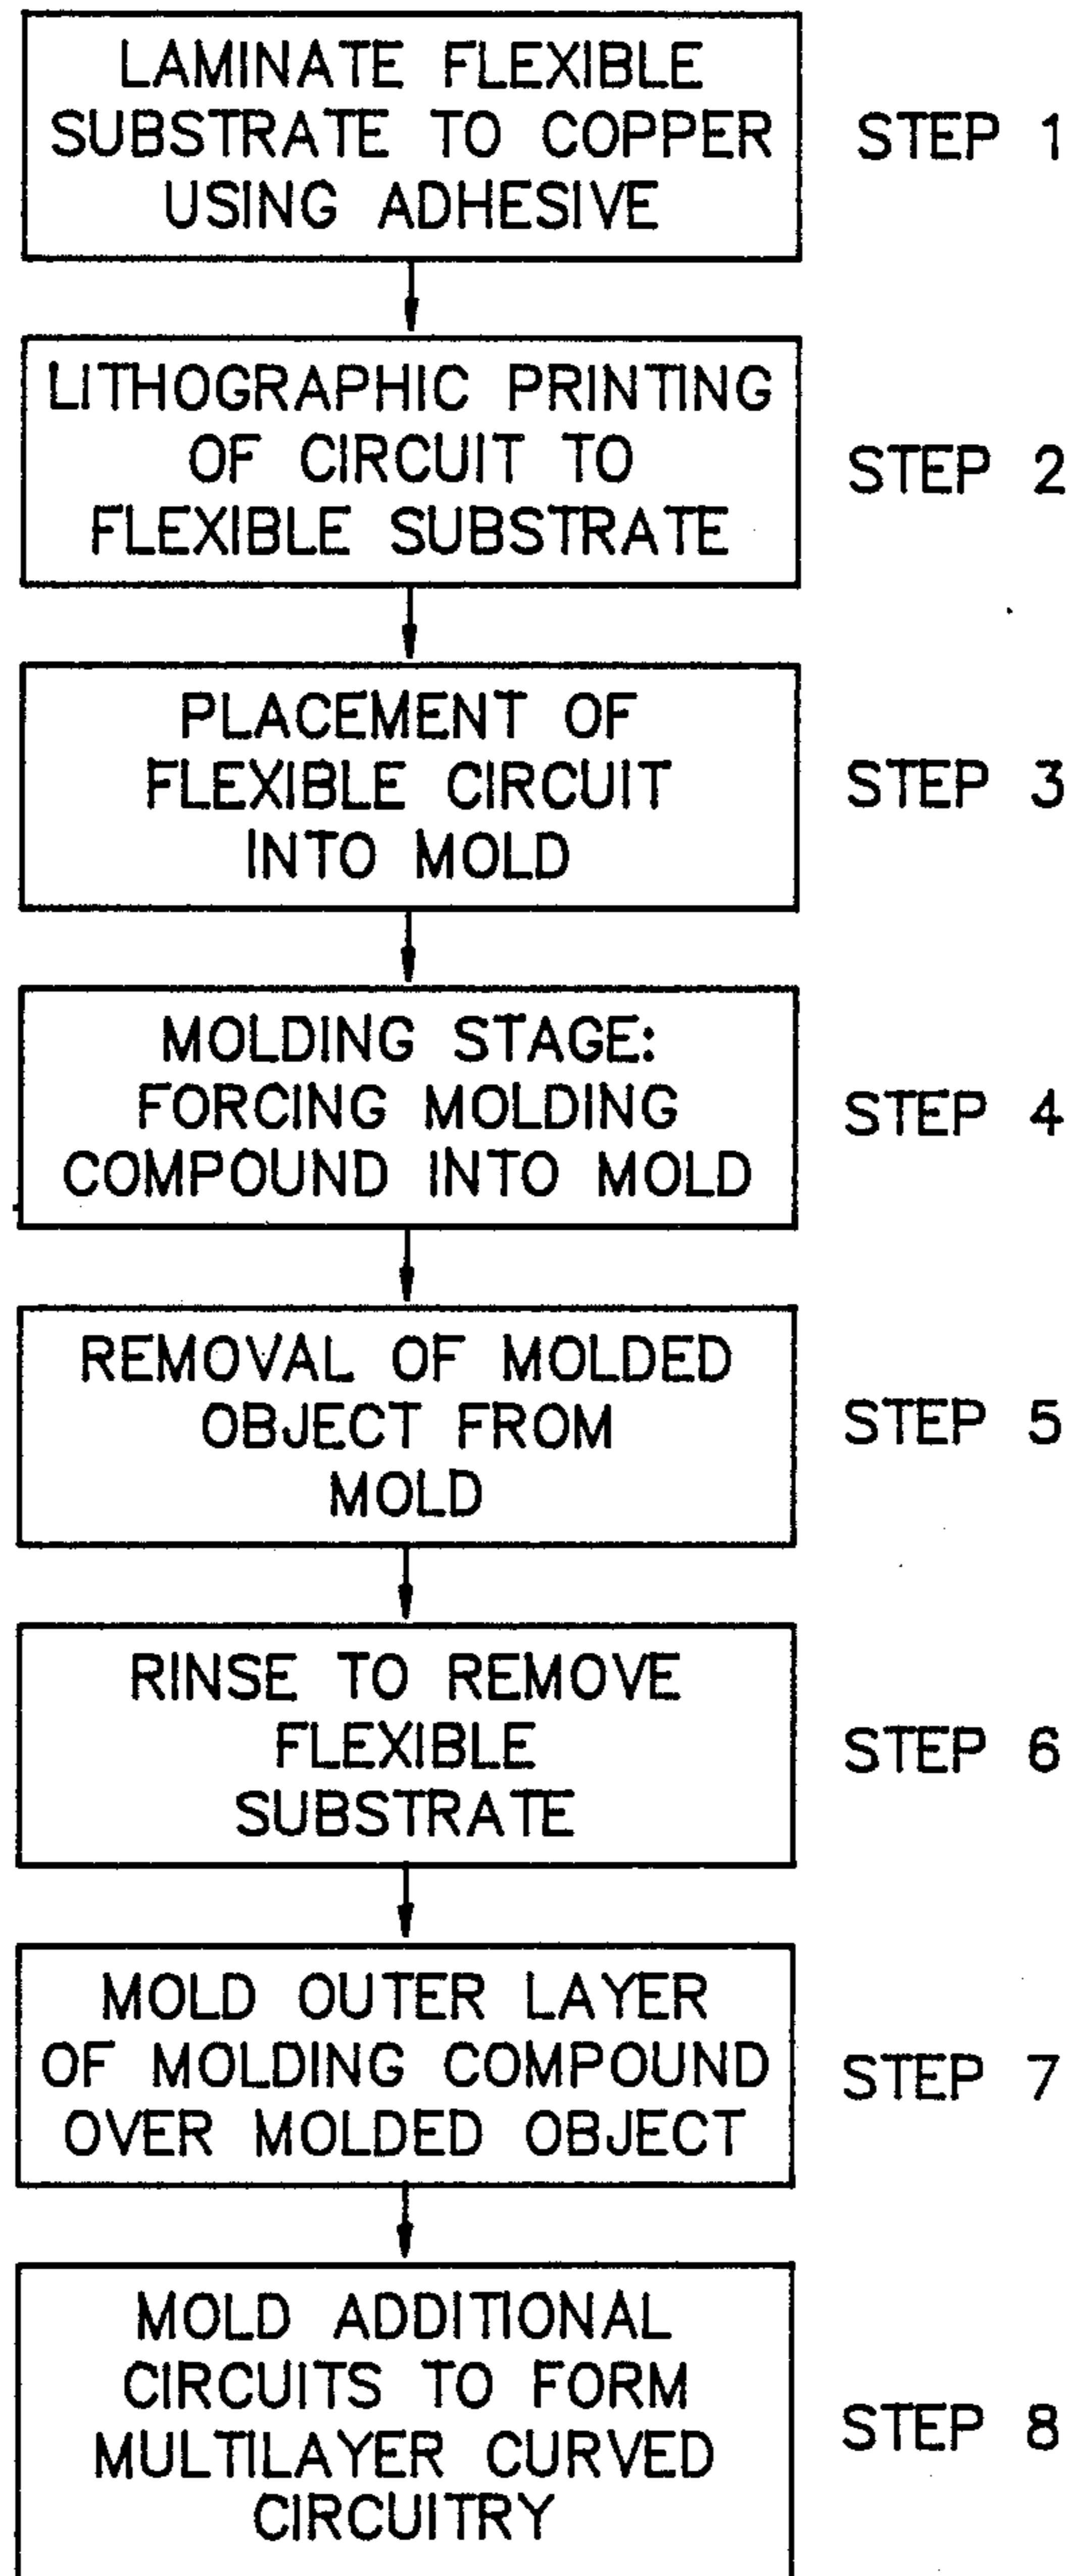 LAMINATE FLEXIBLE
SUBSTRATE TO COPPER
USING ADHESIVE
STEP 1
LITHOGRAPHIC PRINTING
OF CIRCUIT TO
FLEXIBLE SUBSTRATE
STEP 2
PLACEMENT OF
FLEXIBLE CIRCUIT
INTO MOLD
STEP 3
MOLDING STAGE:
FORCING MOLDING
COMPOUND INTO MOLD
STEP 4
REMOVAL OF MOLDED
OBJECT FROM
MOLD
STEP 5
RINSE TO REMOVE
FLEXIBLE
SUBSTRATE
STEP 6
MOLD OUTER LAYER
OF MOLDING COMPOUND
OVER MOLDED OBJECT
STEP 7
MOLD ADDITIONAL
CIRCUITS TO FORM
MULTILAYER CURVED
CIRCUITRY
STEP 8